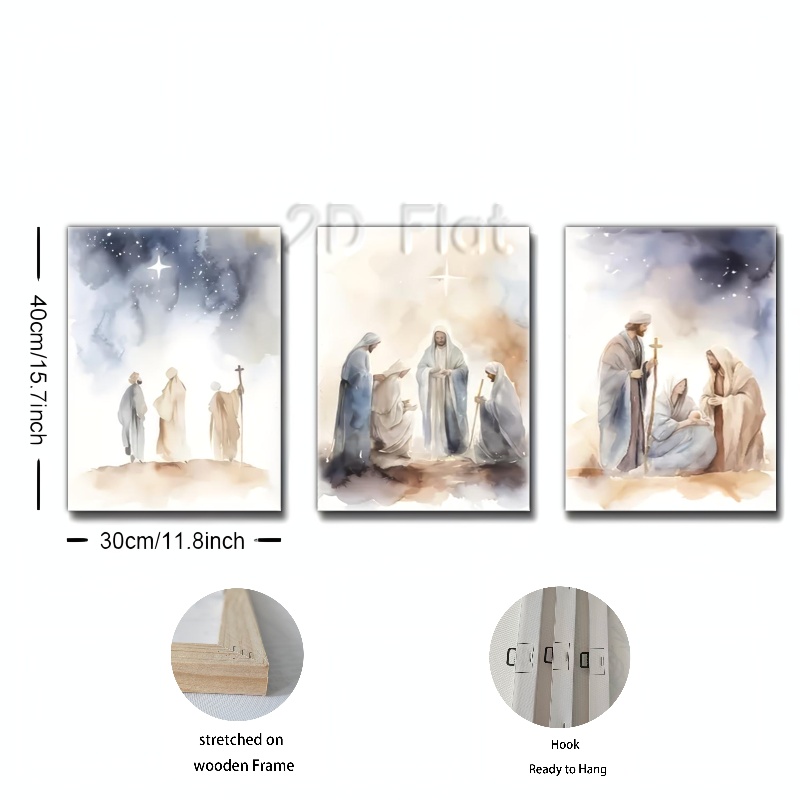 2D Flat
40cm/15.7inch
30cm/11.8inch
stretched on
wooden Frame
Hook
Ready to Hang